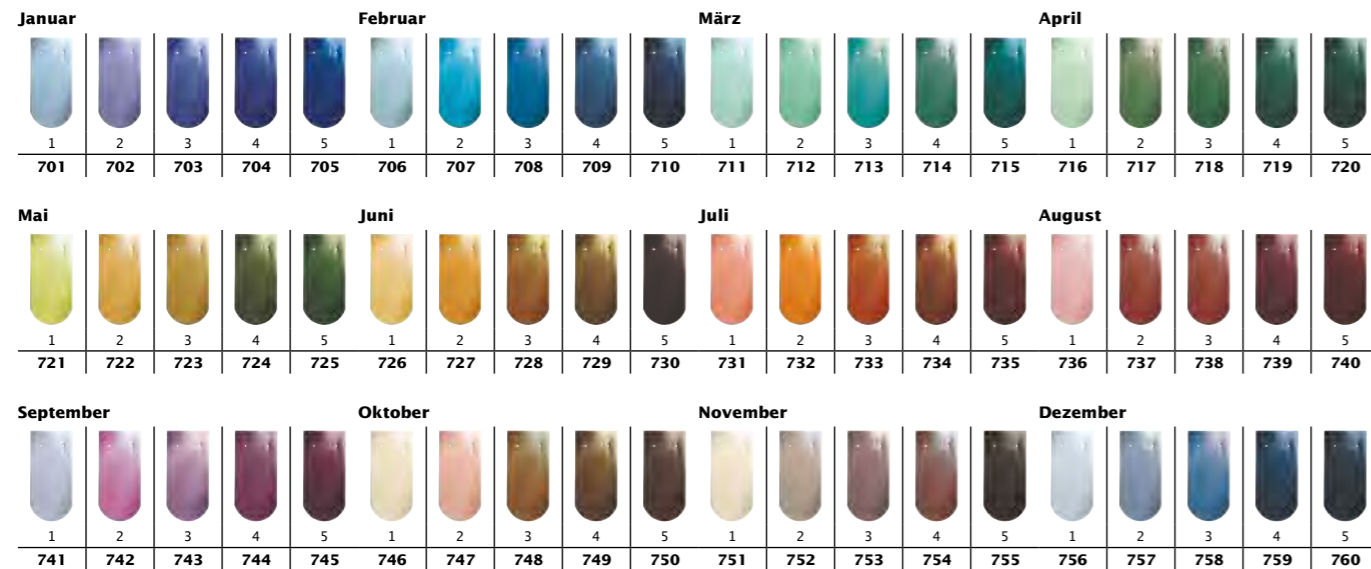 Januar Februar März April
1 2 3 4 5 1 2 3 4 5 1 2 3 4 5 1 2 3 4 5
701 702 703 704 705 706 707 708 709 710 711 712 713 714 715 716 717 718 719 720
Mai Juni Juli August
1 2 3 4 5 1 2 3 4 5 1 2 3 4 5 1 2 3 4 5
721 722 723 724 725 726 727 728 729 730 731 732 733 734 735 736 737 738 739 740
September Oktober November Dezember
1 2 3 4 5 1 2 3 4 5 1 2 3 4 5 1 2 3 4 5
741 742 743 744 745 746 747 748 749 750 751 752 753 754 755 756 757 758 759 760